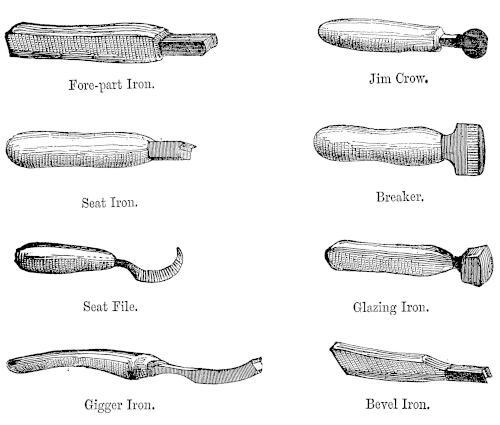 Fore-part Iron.
Jim Crow.
Seat Iron.
Breaker.
Seat File.
Glazing Iron.
Gigger Iron.
Bevel Iron.